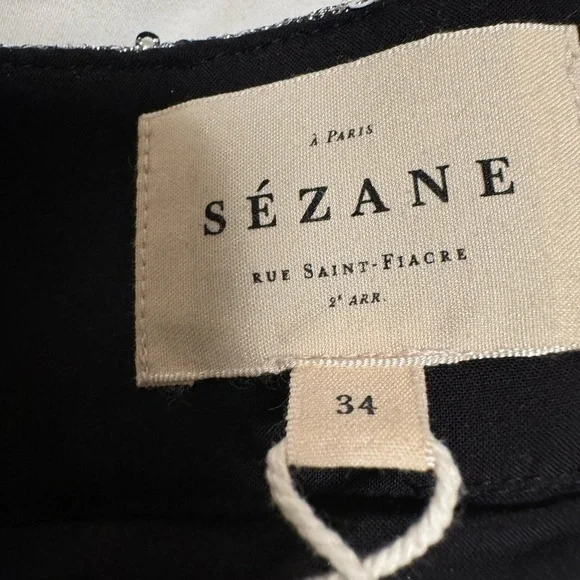 À PARIS
SÉZANE
RUE SAINT-FIACRE
2ᵉ ARR.
34